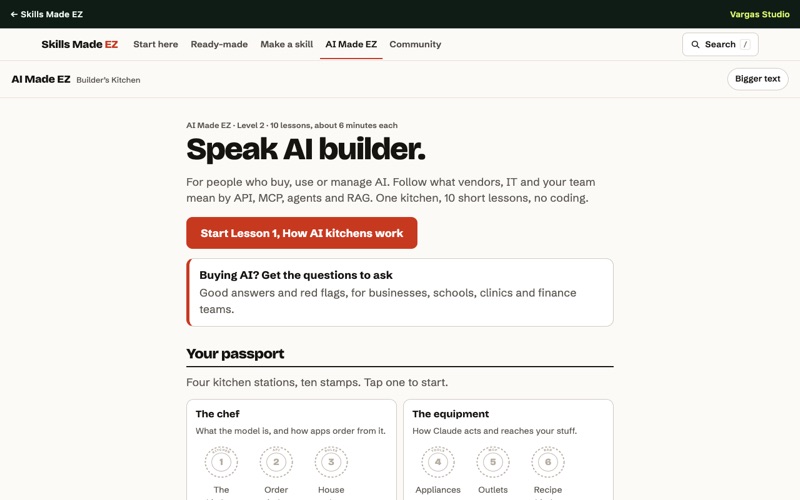 ← Skills Made EZ
Vargas Studio
Skills Made EZ
Start here
Ready-made
Make a skill
AI Made EZ
Community
Search /
AI Made EZ Builder's Kitchen
Bigger text
AI Made EZ · Level 2 · 10 lessons, about 6 minutes each
Speak AI builder.
For people who buy, use or manage AI. Follow what vendors, IT and your team
mean by API, MCP, agents and RAG. One kitchen, 10 short lessons, no coding.
Start Lesson 1, How AI kitchens work
Buying AI? Get the questions to ask
Good answers and red flags, for businesses, schools, clinics and finance
teams.
Your passport
Four kitchen stations, ten stamps. Tap one to start.
The chef
What the model is, and how apps order from it.
1
2
3
The
Order
House
The equipment
How Claude acts and reaches your stuff.
4
5
6
Appliances
Outlets
Recipe